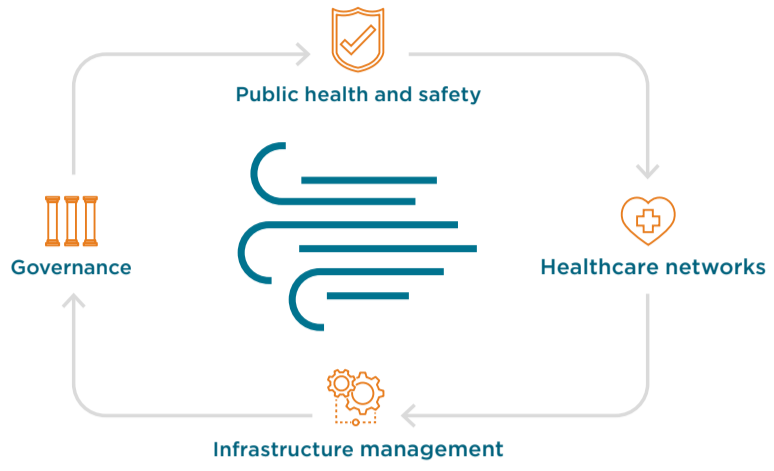 Public health and safety
Governance
Healthcare networks
Infrastructure management